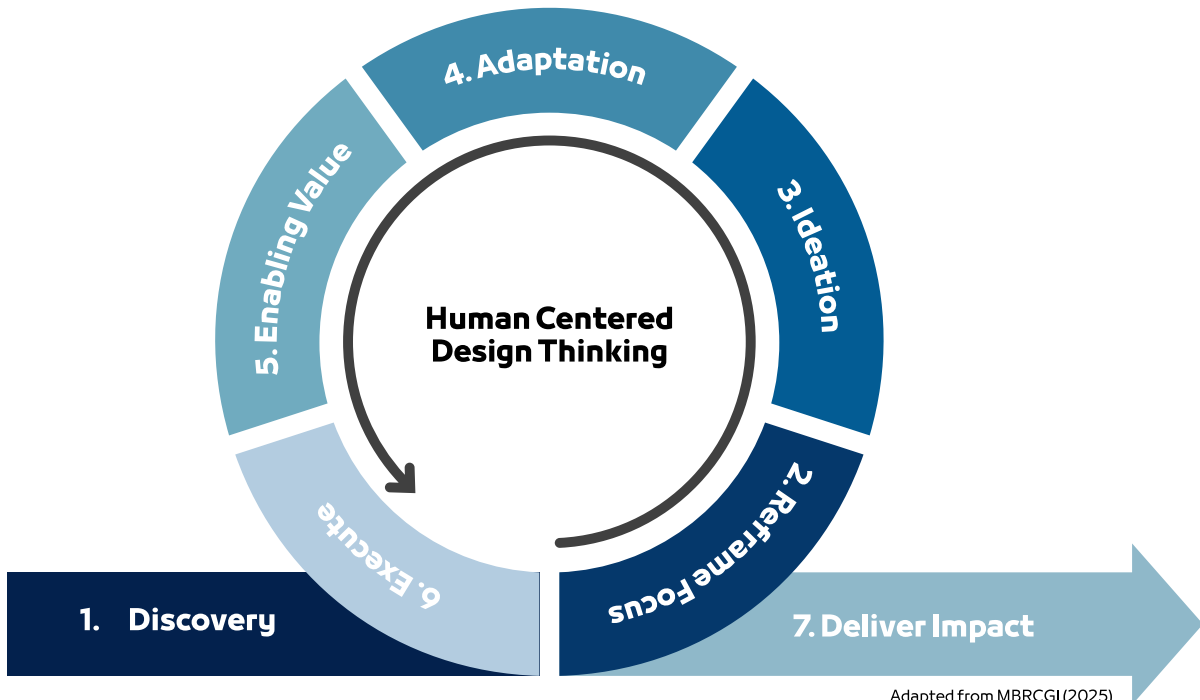 1. Discovery
2. Reframe Focus
3. Ideation
4. Adaptation
5. Enabling Value
6. Execute
7. Deliver Impact
Human Centered
Design Thinking
Adapted from MBRCGI (2025)